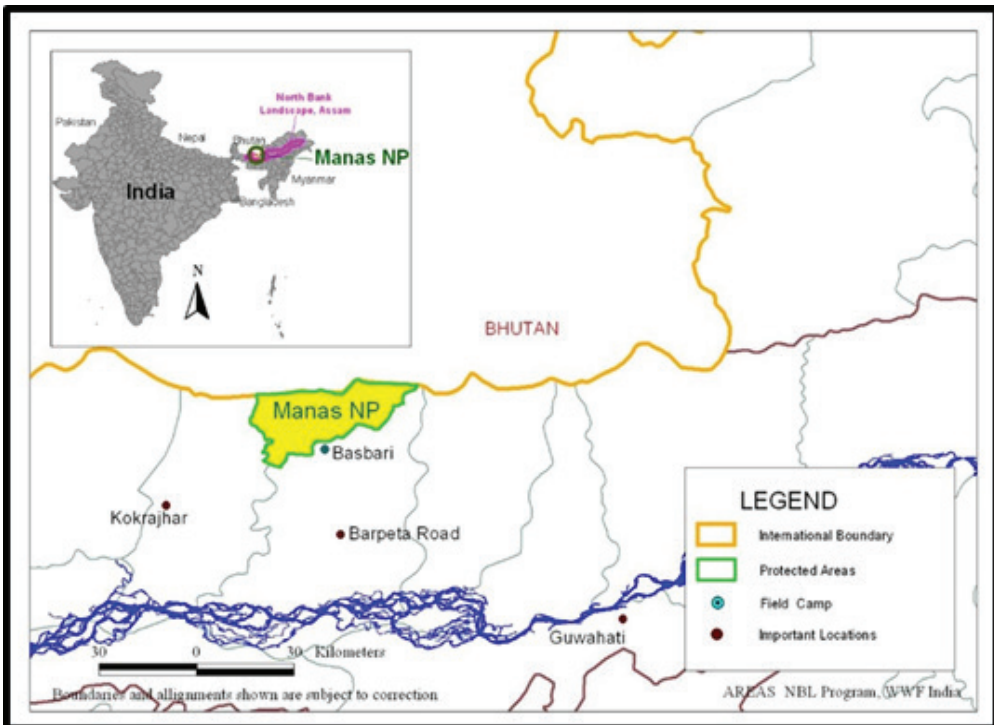 North Bank
Landscape, Assam
Pakistan
Nepal
Bhutan
Manas NP
India
Myanmar
Bangladesh
N
BHUTAN
Manas NP
Basbari
Kokrajhar
Barpeta Road
Guwahati
LEGEND
International Boundary
Protected Areas
Field Camp
Important Locations
30 0 30 Kilometers
Boundaries and allignments shown are subject to correction
AREAS NBL Program, WWF India